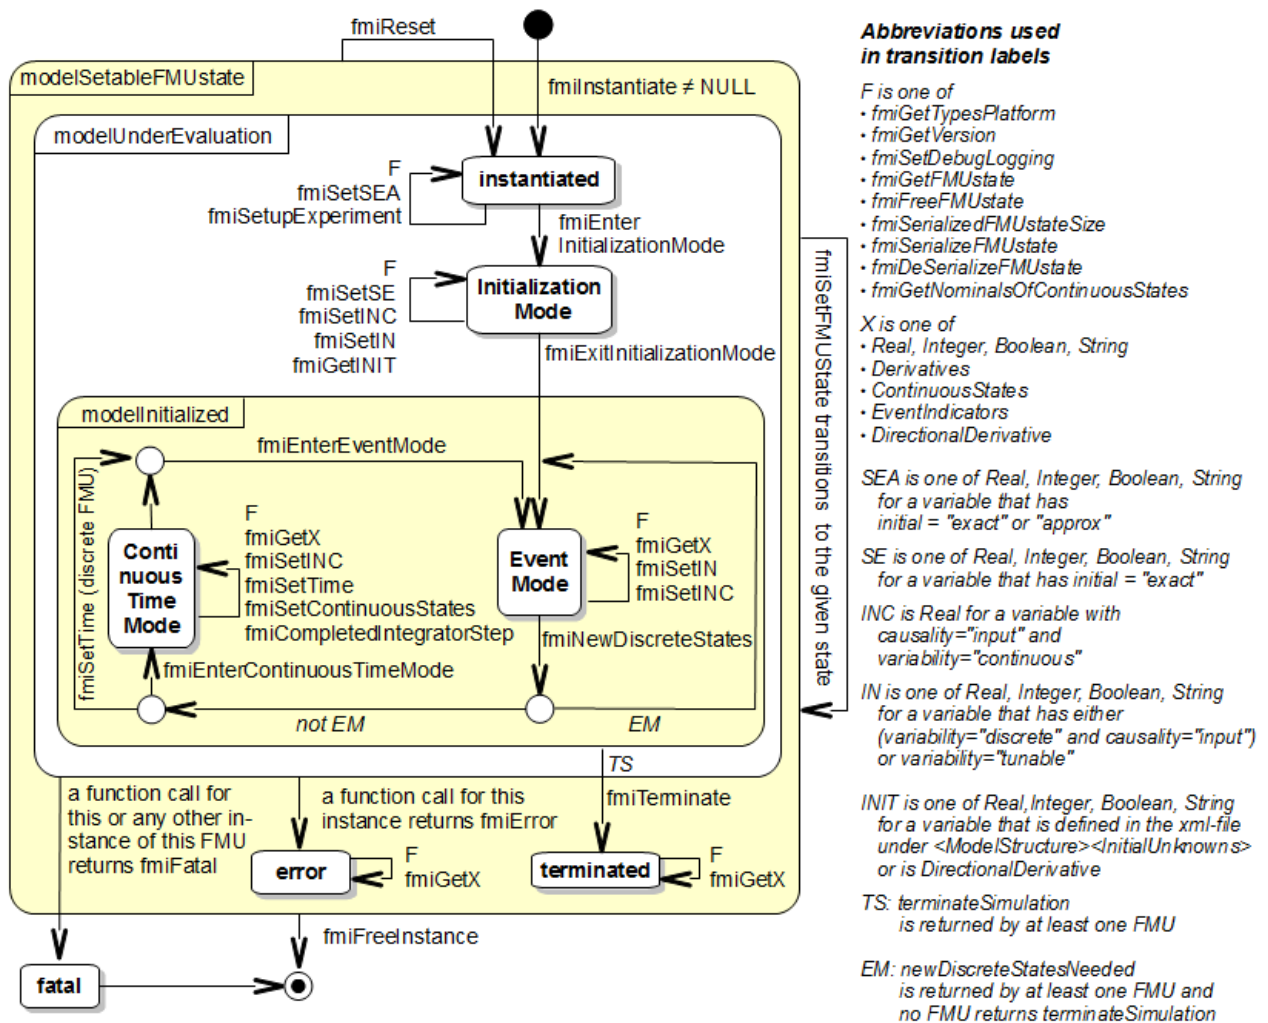 fmiReset
modelSetableFMUstate
fmiInstantiate ≠ NULL
modelUnderEvaluation
instantiated
F
fmiSetSEA
fmiSetupExperiment
fmiEnter
InitializationMode
Initialization
Mode
F
fmiSetSE
fmiSetINC
fmiSetIN
fmiGetINIT
fmiExitInitializationMode
modelInitialized
fmiEnterEventMode
fmiSetTime (discrete FMU)
Conti
nuous
Time
Mode
F
fmiGetX
fmiSetINC
fmiSetTime
fmiSetContinuousStates
fmiCompletedIntegratorStep
Event
Mode
F
fmiGetX
fmiSetIN
fmiSetINC
fmiNewDiscreteStates
fmiEnterContinuousTimeMode
not EM
EM
TS
fmiTerminate
a function call for
this or any other in-
stance of this FMU
returns fmiFatal
a function call for this
instance returns fmiError
error
F
fmiGetX
terminated
F
fmiGetX
fmiFreeInstance
fatal
fmiSetFMUState transitions to the given state
Abbreviations used
in transition labels
F is one of
• fmiGetTypesPlatform
• fmiGetVersion
• fmiSetDebugLogging
• fmiGetFMUstate
• fmiFreeFMUstate
• fmiSerializedFMUstateSize
• fmiSerializeFMUstate
• fmiDeSerializeFMUstate
• fmiGetNominalsOfContinuousStates
X is one of
• Real, Integer, Boolean, String
• Derivatives
• ContinuousStates
• EventIndicators
• DirectionalDerivative
SEA is one of Real, Integer, Boolean, String
for a variable that has
initial = "exact" or "approx"
SE is one of Real, Integer, Boolean, String
for a variable that has initial = "exact"
INC is Real for a variable with
causality="input" and
variability="continuous"
IN is one of Real, Integer, Boolean, String
for a variable that has either
(variability="discrete" and causality="input")
or variability="tunable"
INIT is one of Real,Integer, Boolean, String
for a variable that is defined in the xml-file
under <ModelStructure><InitialUnknowns>
or is DirectionalDerivative
TS: terminateSimulation
is returned by at least one FMU
EM: newDiscreteStatesNeeded
is returned by at least one FMU and
no FMU returns terminateSimulation